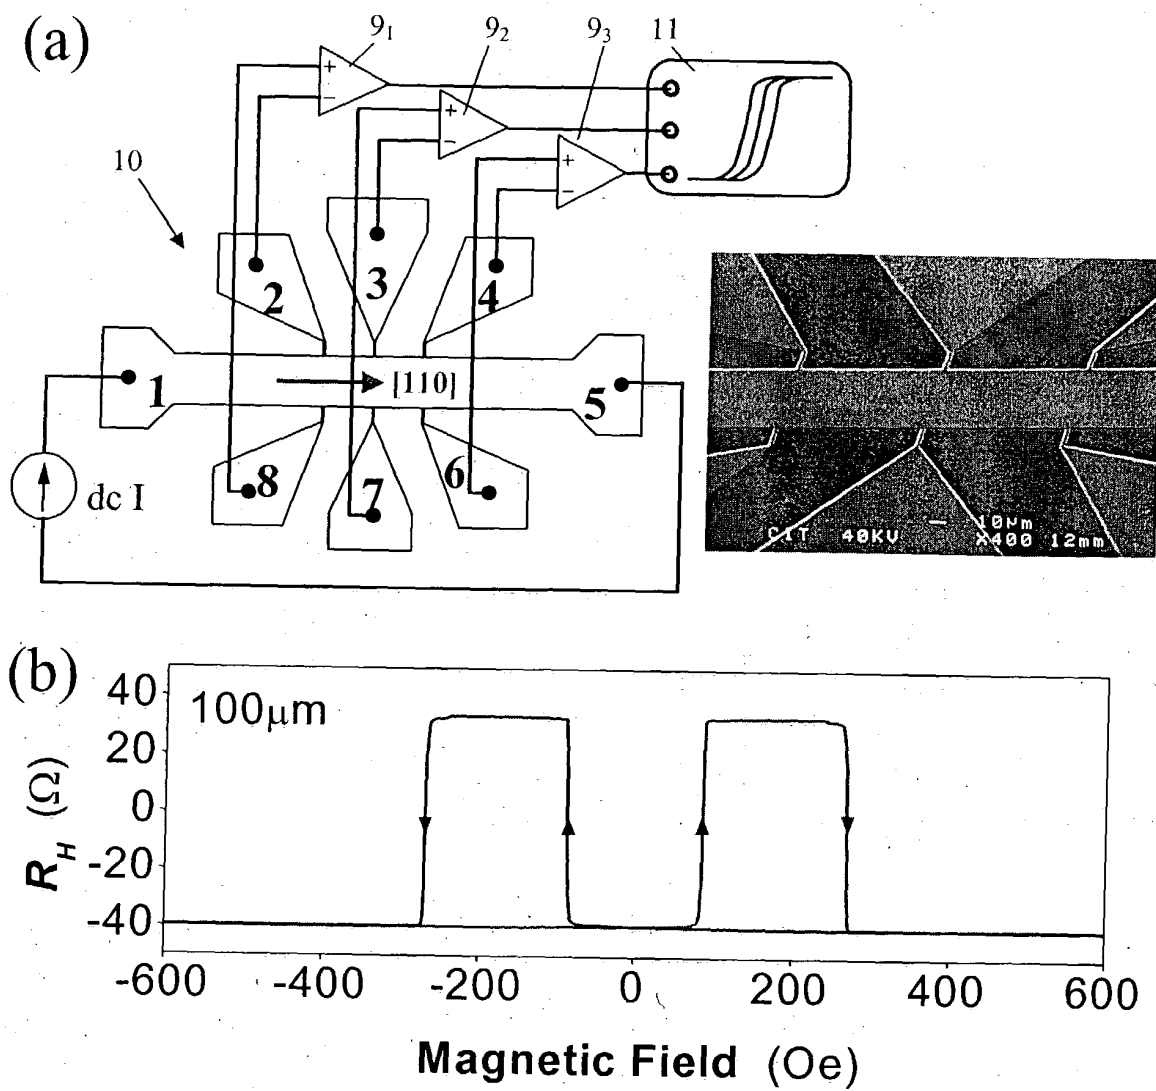 (a)
9₁
9₂
9₃
11
+
−
+
−
+
−
10
2
3
4
1
[110]
5
8
7
6
dc I
10µm
CIT 40KV X400 12mm
(b)
100µm
40
20
0
-20
-40
R_H (Ω)
-600 -400 -200 0 200 400 600
Magnetic Field (Oe)